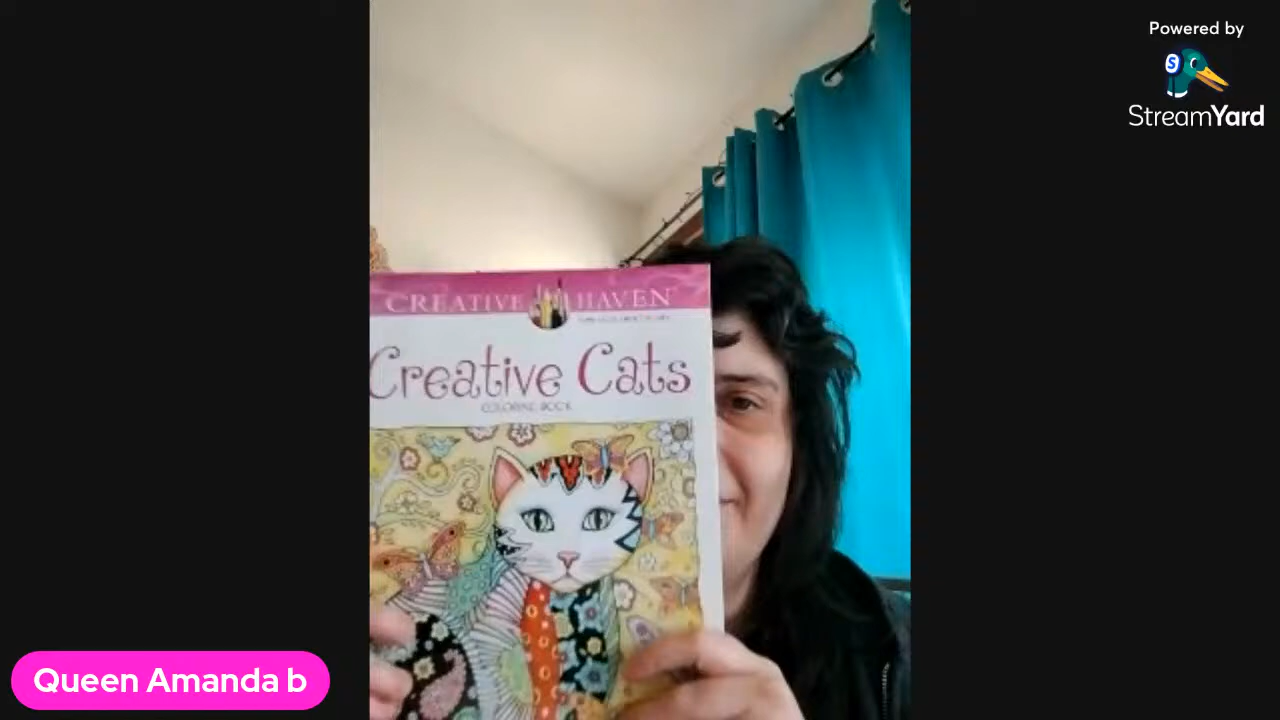 Powered by
StreamYard
CREATIVE HAVEN
Creative Cats
COLORING BOOK
Queen Amanda b